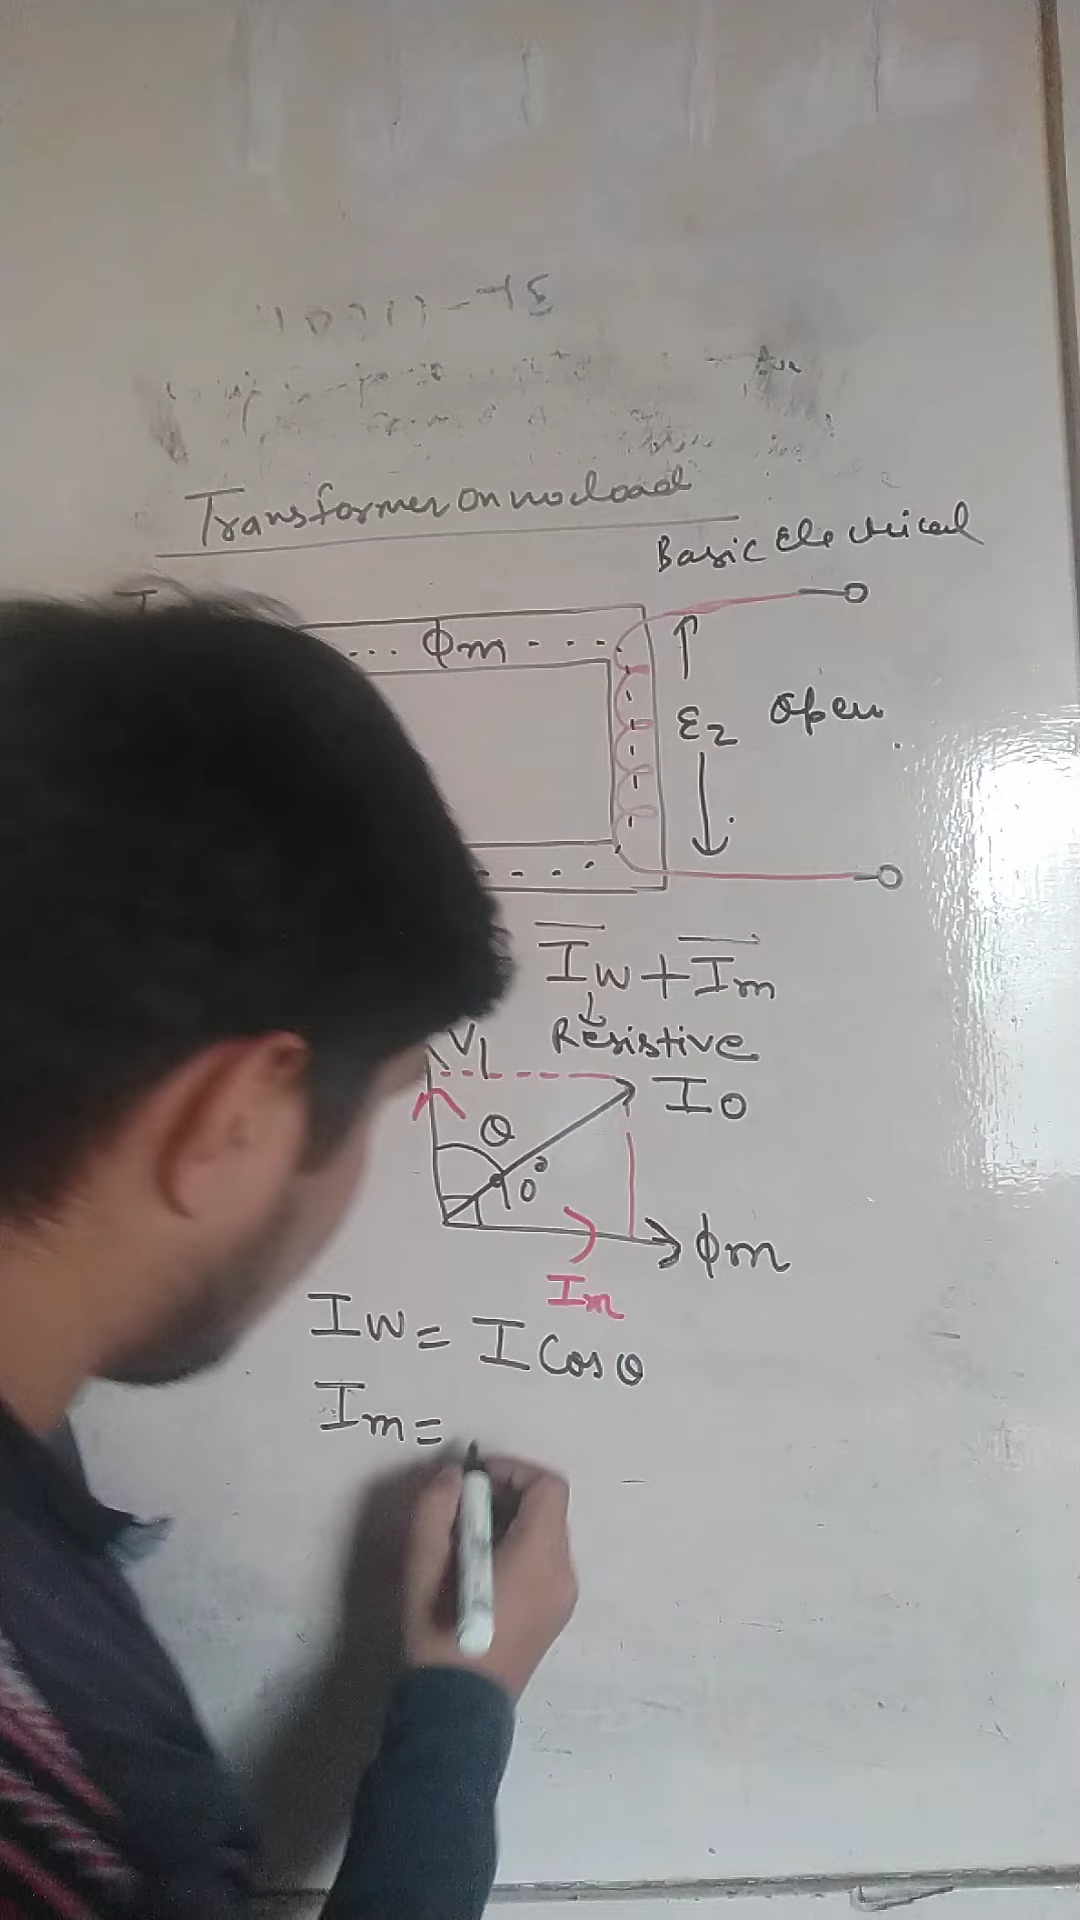 Transformer on no load
Basic Electrical
I
... ϕm - ...
E2
open
Iw + Im
Resistive
V1
I0
θ
ϕm
Im
Iw = I Cos θ
Im =